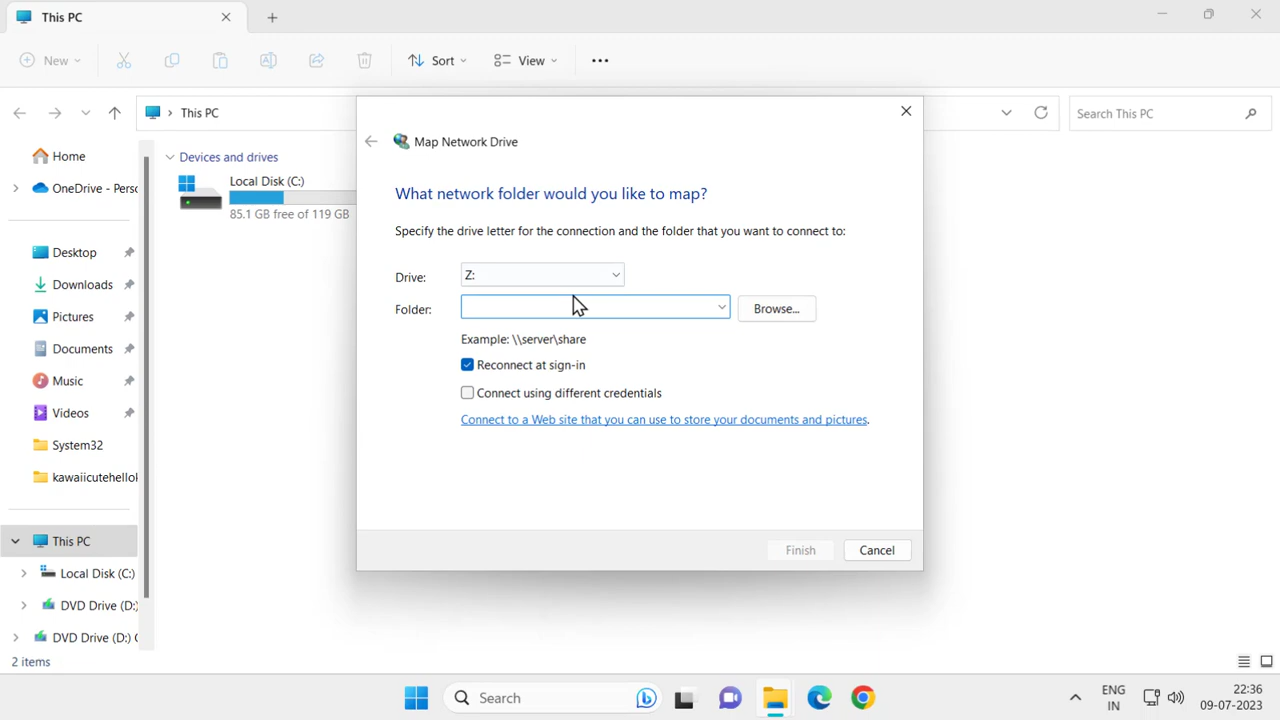 This PC
New
Sort
View
This PC
Search This PC
Home
OneDrive - Perso
Desktop
Downloads
Pictures
Documents
Music
Videos
System32
kawaiicutehellok
This PC
Local Disk (C:)
DVD Drive (D:)
DVD Drive (D:) C
2 items
Devices and drives
Local Disk (C:)
85.1 GB free of 119 GB
Map Network Drive
What network folder would you like to map?
Specify the drive letter for the connection and the folder that you want to connect to:
Drive: Z:
Folder: Browse...
Example: \\server\share
Reconnect at sign-in
Connect using different credentials
Connect to a Web site that you can use to store your documents and pictures.
Finish Cancel
Search
ENG
IN
22:36
09-07-2023